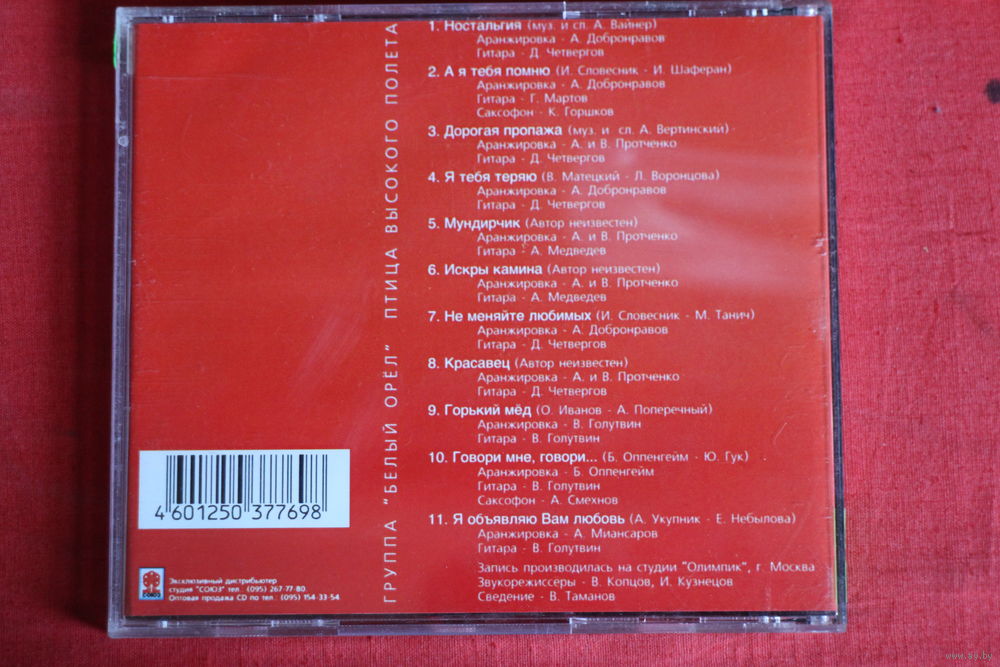 1. Ностальгия (муз. и сл. А. Вайнер)
Аранжировка - А. Добронравов
Гитара - Д. Четвергов
2. А я тебя помню (И. Словесник - И. Шаферан)
Аранжировка - А. Добронравов
Гитара - Г. Мартов
Саксофон - К. Горшков
3. Дорогая пропажа (муз. и сл. А. Вертинский)
Аранжировка - А. и В. Протченко
Гитара - Д. Четвергов
4. Я тебя теряю (В. Матецкий - Л. Воронцова)
Аранжировка - А. Добронравов
Гитара - Д. Четвергов
5. Мундирчик (Автор неизвестен)
Аранжировка - А. и В. Протченко
Гитара - А. Медведев
6. Искры камина (Автор неизвестен)
Аранжировка - А. и В. Протченко
Гитара - А. Медведев
7. Не меняйте любимых (И. Словесник - М. Танич)
Аранжировка - А. Добронравов
Гитара - Д. Четвергов
8. Красавец (Автор неизвестен)
Аранжировка - А. и В. Протченко
Гитара - Д. Четвергов
9. Горький мёд (О. Иванов - А. Поперечный)
Аранжировка - В. Голутвин
Гитара - В. Голутвин
10. Говори мне, говори... (Б. Оппенгейм - Ю. Гук)
Аранжировка - Б. Оппенгейм
Гитара - В. Голутвин
Саксофон - А. Смехнов
11. Я объявляю Вам любовь (А. Укупник - Е. Небылова)
Аранжировка - А. Миансаров
Гитара - В. Голутвин
Запись производилась на студии "Олимпик", г. Москва
Звукорежиссёры - В. Копцов, И. Кузнецов
Сведение - В. Таманов
ГРУППА "БЕЛЫЙ ОРЁЛ" ПТИЦА ВЫСОКОГО ПОЛЕТА
4 601250 377698
СОЮЗ
Эксклюзивный дистрибьютер
студия "СОЮЗ" тел.: (095) 267-77-80
Оптовая продажа CD по тел.: (095) 154-33-54
www.ay.by